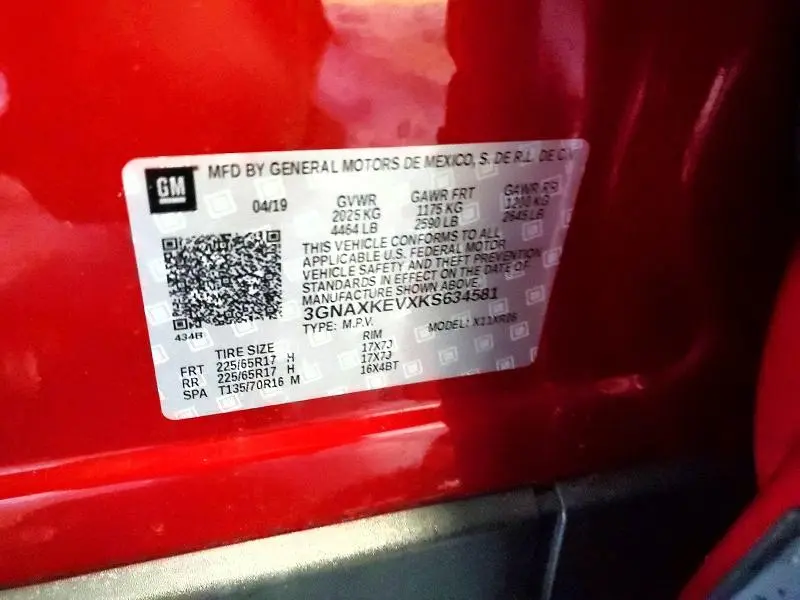 GM
MFD BY GENERAL MOTORS DE MEXICO, S. DE R.L. DE C.V.
04/19 GVWR GAWR FRT GAWR RR
2025 KG 1175 KG 1200 KG
4464 LB 2590 LB 2645 LB
THIS VEHICLE CONFORMS TO ALL
APPLICABLE U.S. FEDERAL MOTOR
VEHICLE SAFETY AND THEFT PREVENTION
STANDARDS IN EFFECT ON THE DATE OF
MANUFACTURE SHOWN ABOVE.
3GNAXKEVXKS634581
434B
TYPE: M.P.V. MODEL:
TIRE SIZE RIM
FRT 225/65R17 H 17X7J
RR 225/65R17 H 17X7J
SPA T135/70R16 M 16X4BT